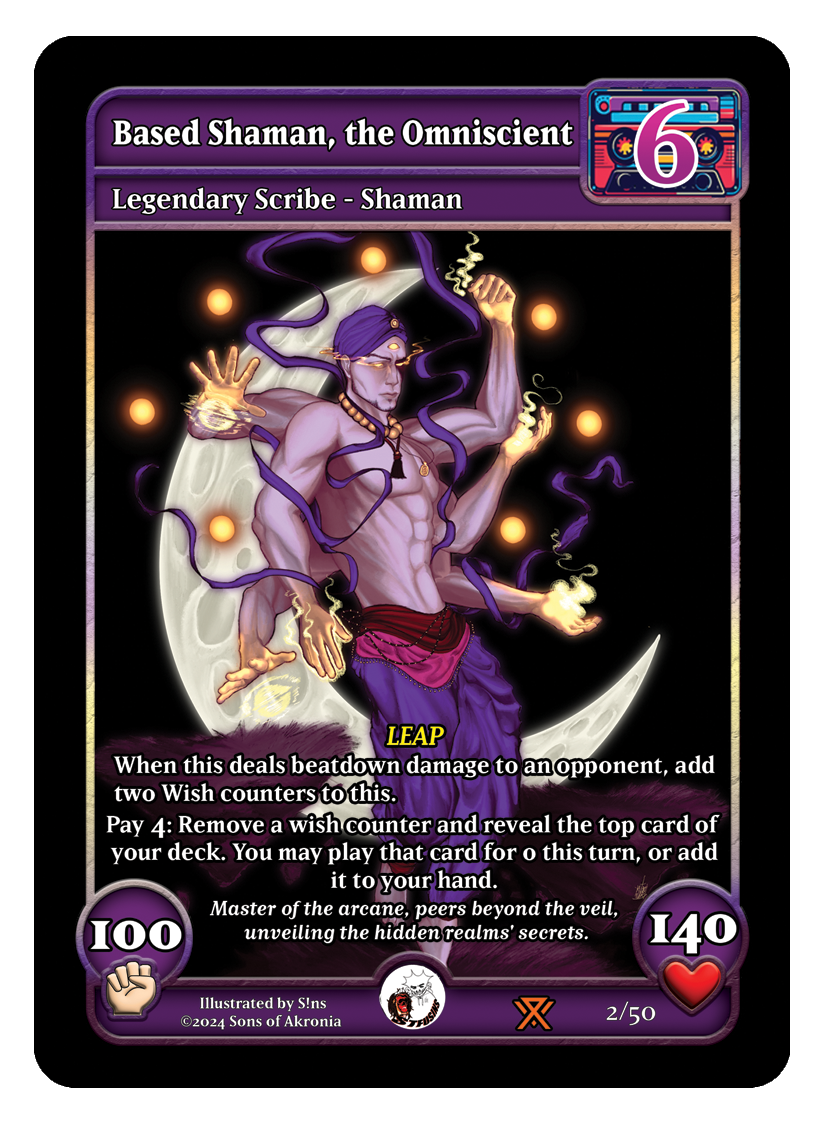 Based Shaman, the Omniscient
6
Legendary Scribe - Shaman
LEAP
When this deals beatdown damage to an opponent, add
two Wish counters to this.
Pay 4: Remove a wish counter and reveal the top card of
your deck. You may play that card for 0 this turn, or add
it to your hand.
Master of the arcane, peers beyond the veil,
unveiling the hidden realms' secrets.
100
140
Illustrated by S!ns
©2024 Sons of Akronia
2/50